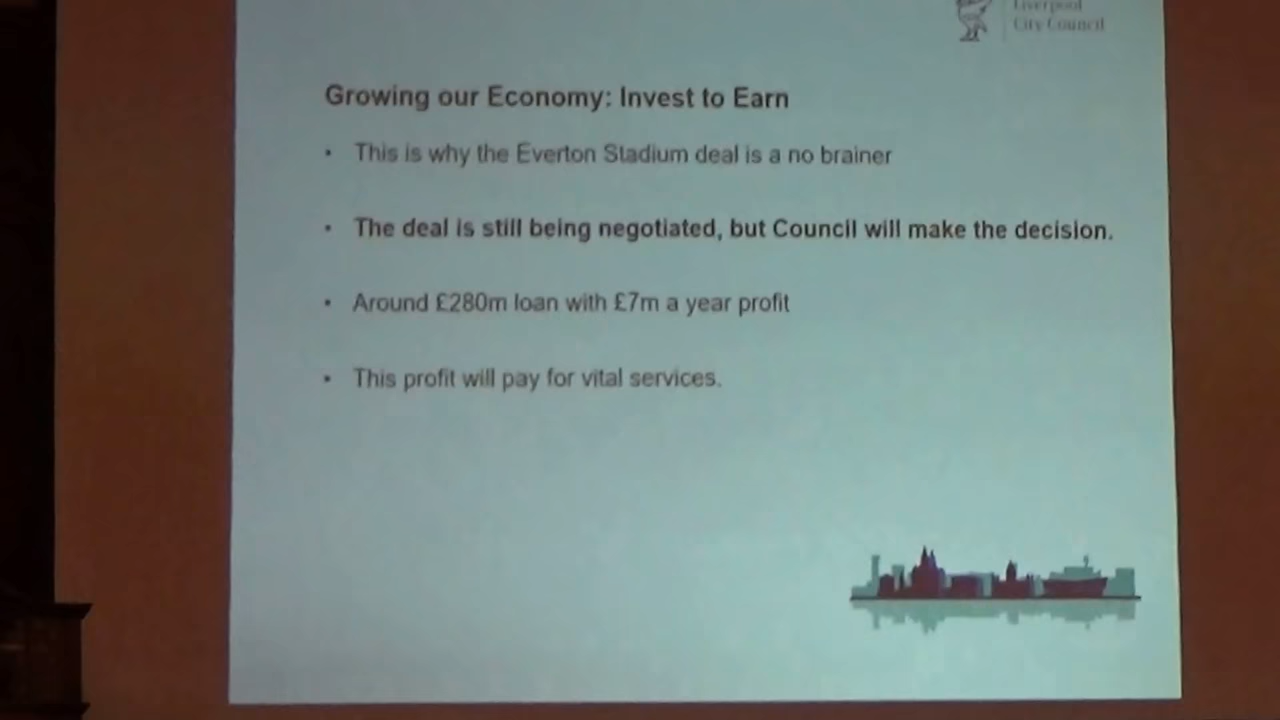 Liverpool
City Council
Growing our Economy: Invest to Earn
• This is why the Everton Stadium deal is a no brainer
• The deal is still being negotiated, but Council will make the decision.
• Around £280m loan with £7m a year profit
• This profit will pay for vital services.